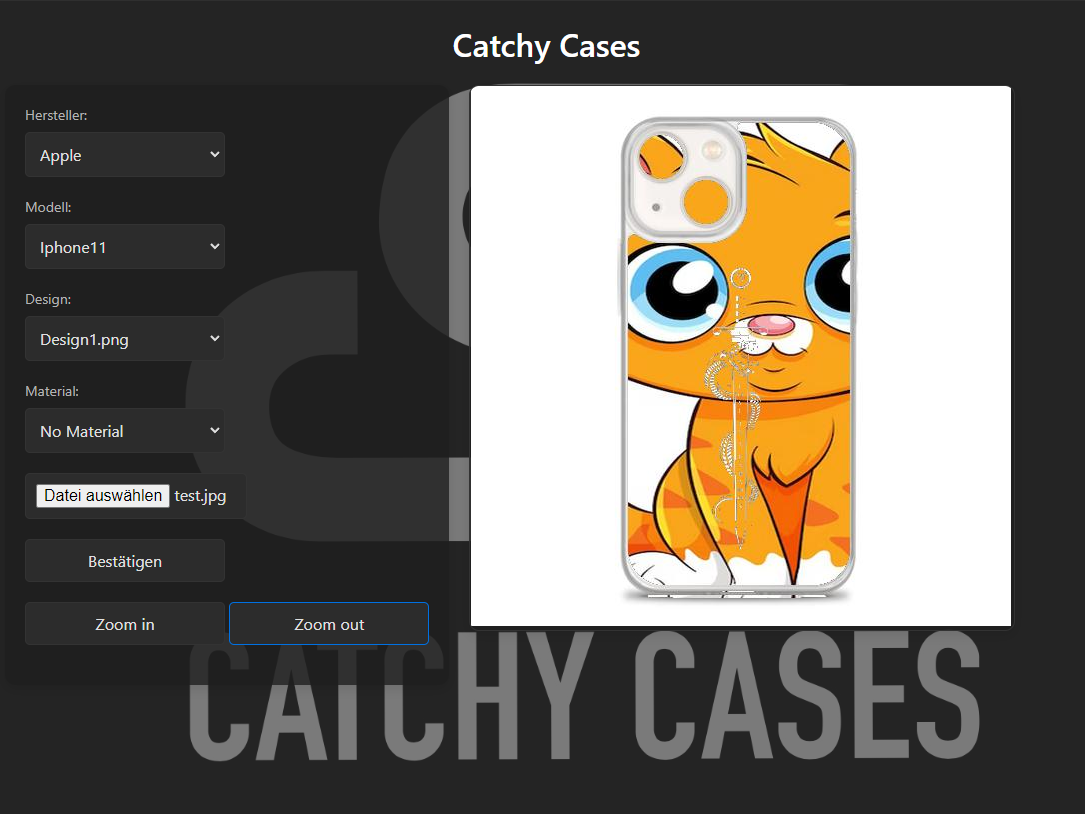 Catchy Cases
Hersteller:
Apple
Modell:
Iphone11
Design:
Design1.png
Material:
No Material
Datei auswählen test.jpg
Bestätigen
Zoom in Zoom out
CATCHY CASES